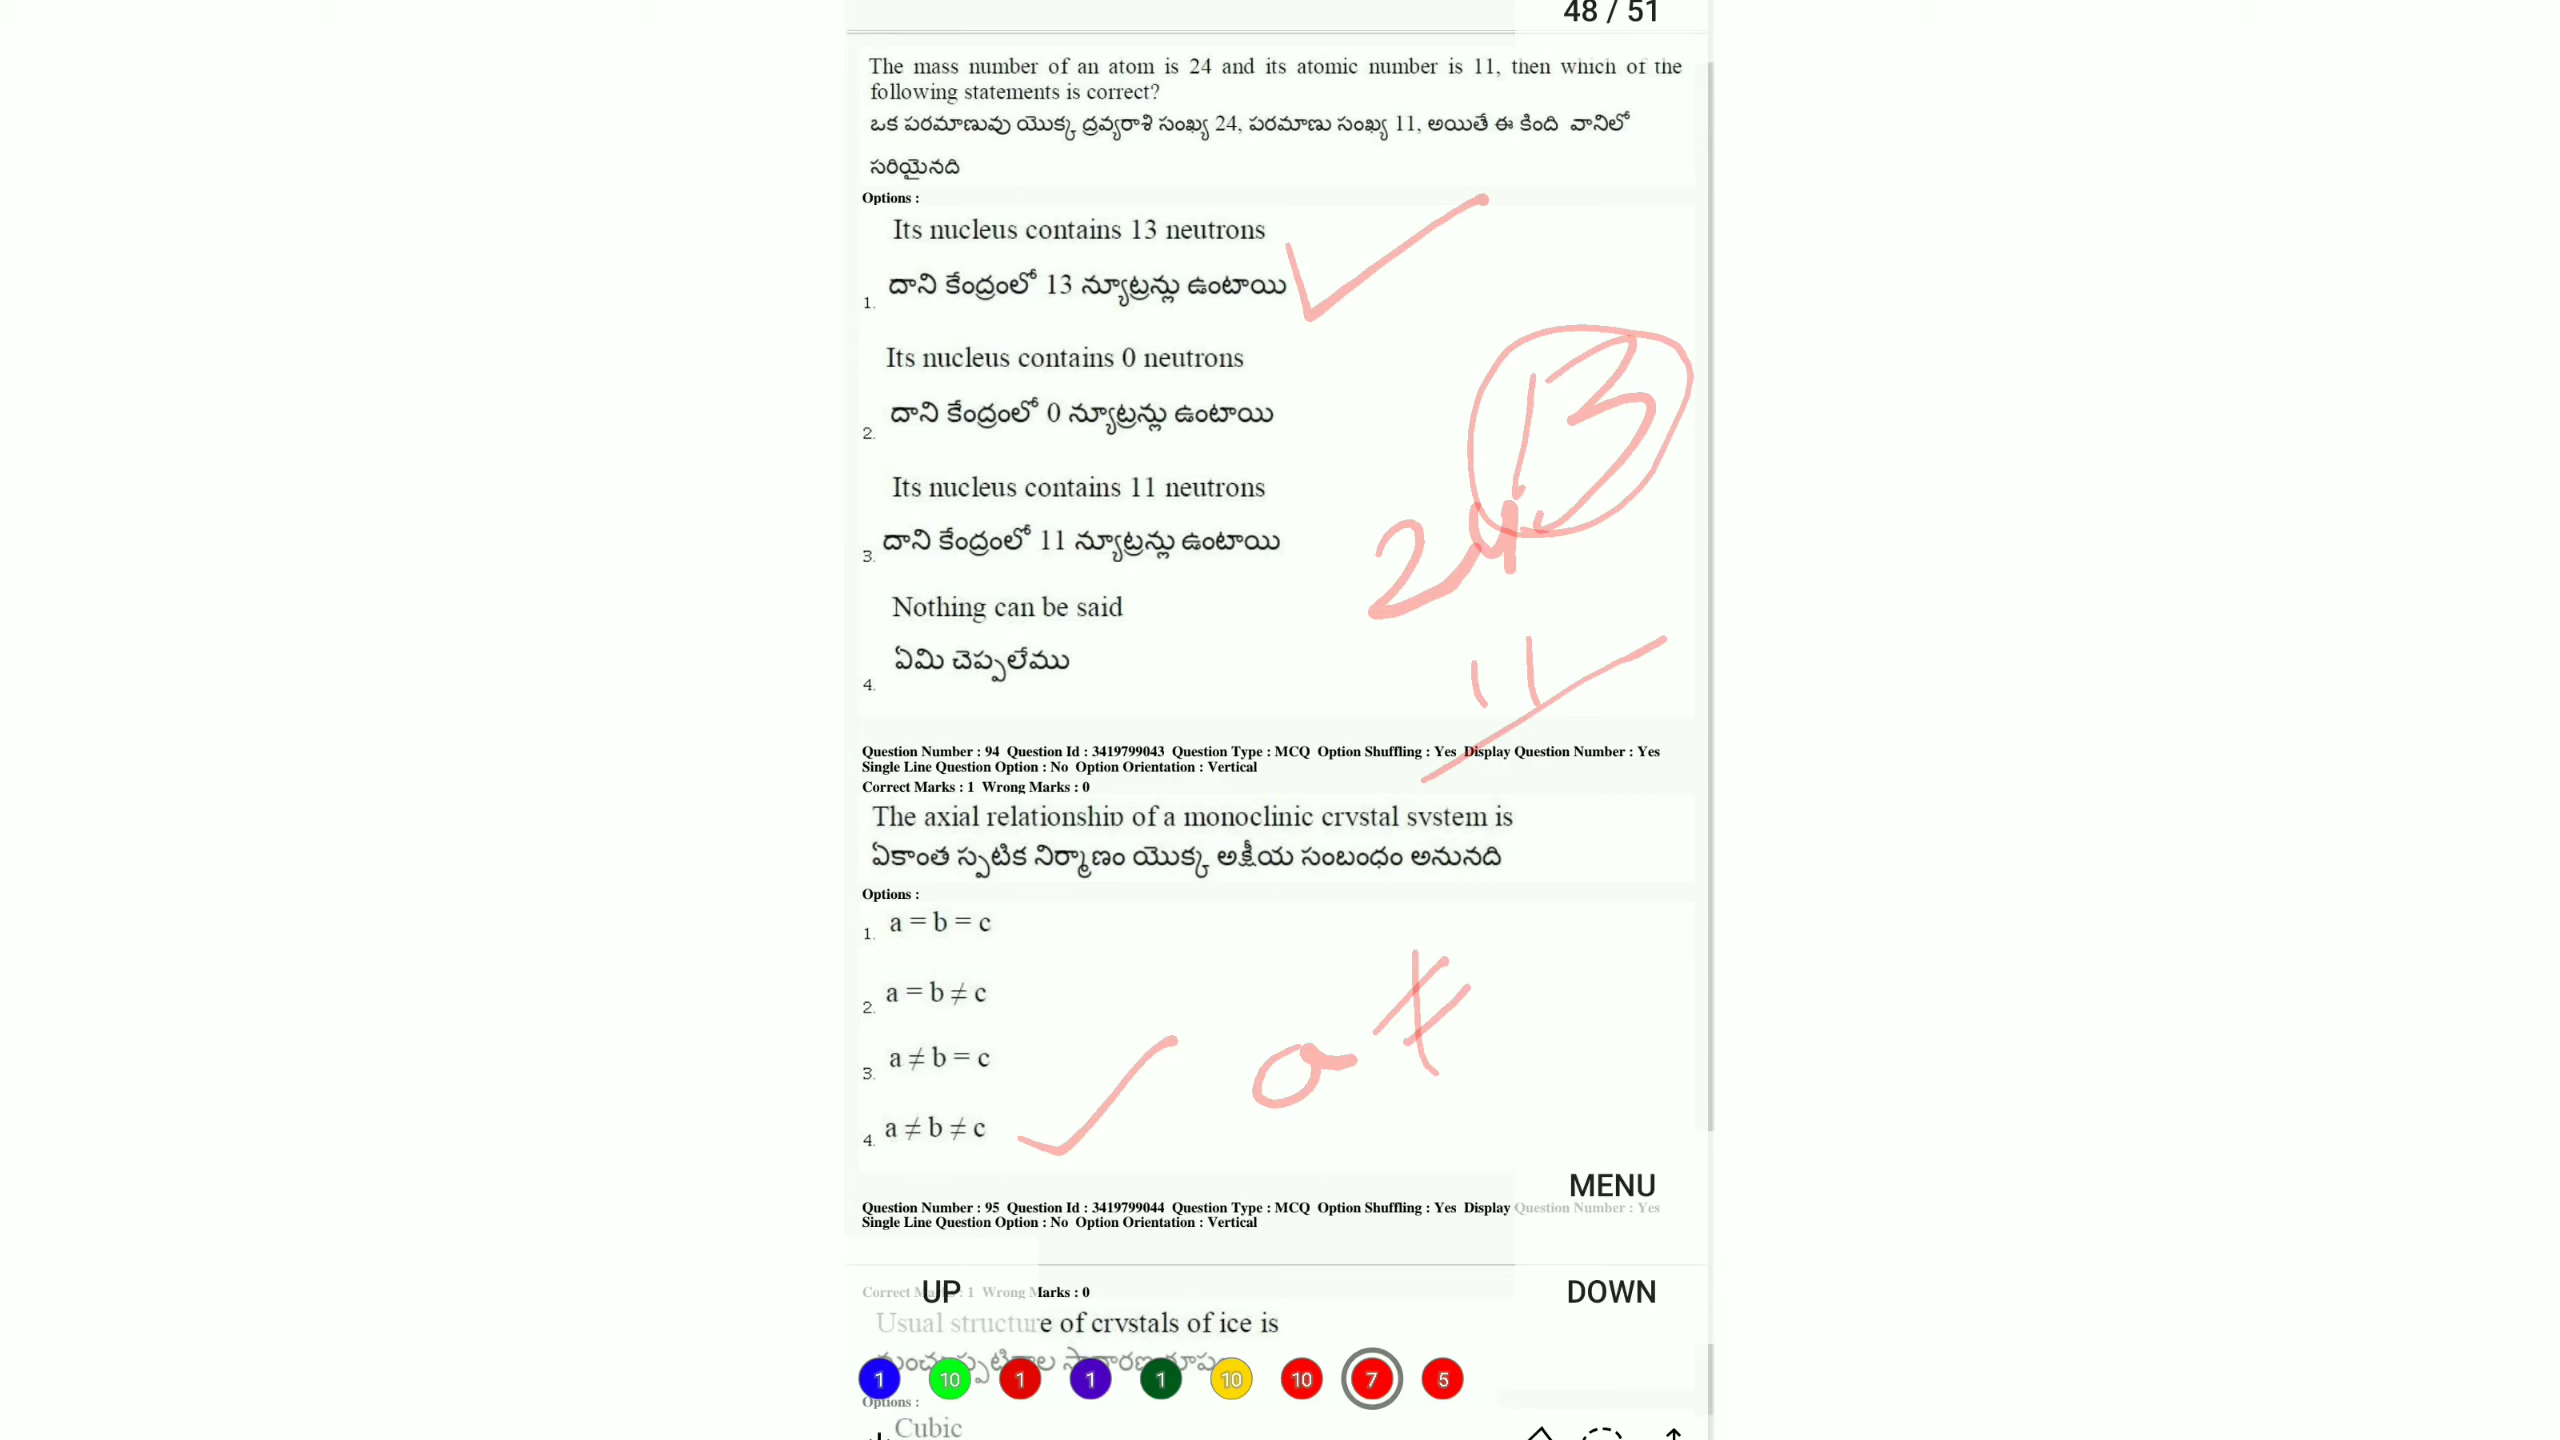 48 / 51
The mass number of an atom is 24 and its atomic number is 11, then which of the
following statements is correct?
ఒక పరమాణువు యొక్క ద్రవ్యరాశి సంఖ్య 24, పరమాణు సంఖ్య 11, అయితే ఈ కింది వానిలో
సరియైనది
Options :
Its nucleus contains 13 neutrons
1. దాని కేంద్రంలో 13 న్యూట్రన్లు ఉంటాయి
Its nucleus contains 0 neutrons
2. దాని కేంద్రంలో 0 న్యూట్రన్లు ఉంటాయి
13
Its nucleus contains 11 neutrons
3. దాని కేంద్రంలో 11 న్యూట్రన్లు ఉంటాయి
24
Nothing can be said
4. ఏమి చెప్పలేము
11
Question Number : 94 Question Id : 3419799043 Question Type : MCQ Option Shuffling : Yes Display Question Number : Yes
Single Line Question Option : No Option Orientation : Vertical
Correct Marks : 1 Wrong Marks : 0
The axial relationship of a monoclinic crystal system is
ఏకాంత స్పటిక నిర్మాణం యొక్క అక్షీయ సంబంధం అనునది
Options :
1. a = b = c
2. a = b ≠ c
3. a ≠ b = c
a ≠
4. a ≠ b ≠ c
MENU
Question Number : 95 Question Id : 3419799044 Question Type : MCQ Option Shuffling : Yes Display Question Number : Yes
Single Line Question Option : No Option Orientation : Vertical
UP
DOWN
Correct Marks : 1 Wrong Marks : 0
Usual structure of crystals of ice is
1 10 1 1 1 10 10 7 5
Options :
Cubic